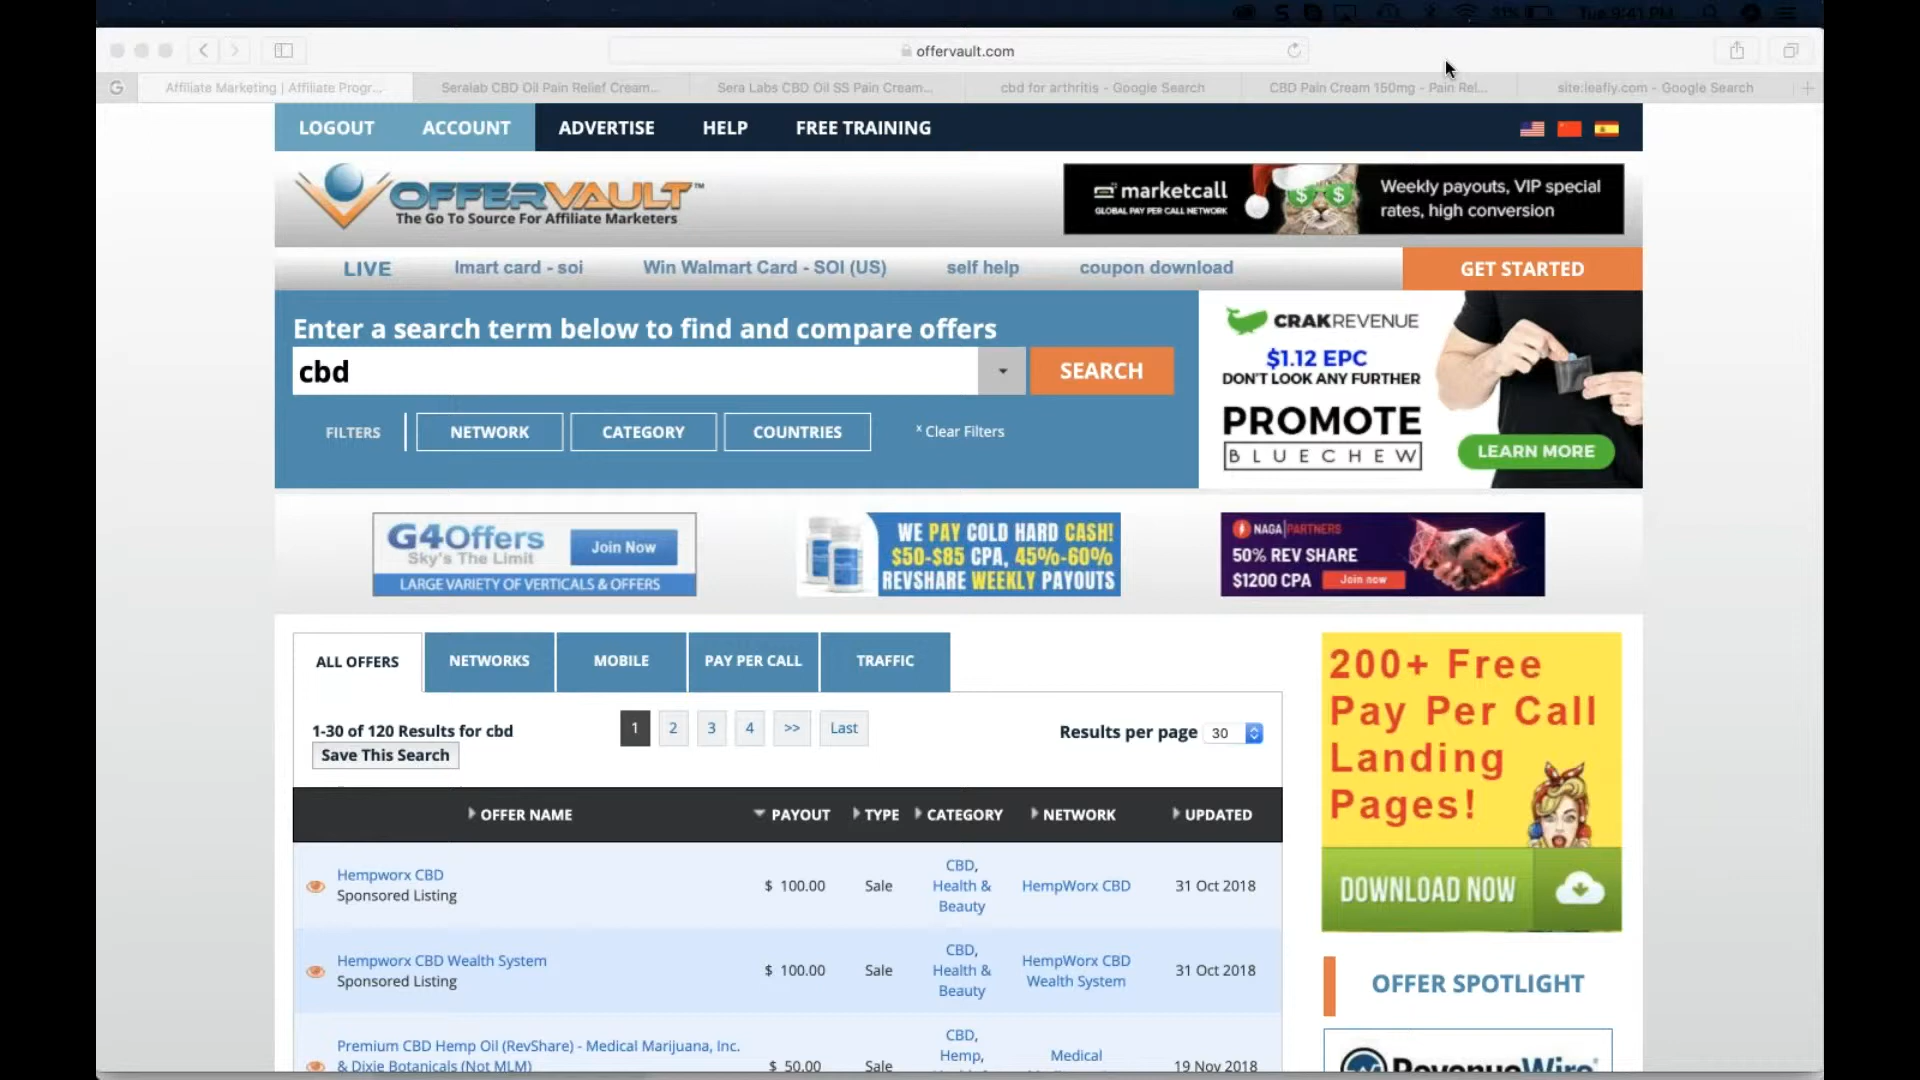 31% Tue 9:41 PM
offervault.com
G Affiliate Marketing | Affiliate Progr... Seralab CBD Oil Pain Relief Cream... Sera Labs CBD Oil SS Pain Cream... cbd for arthritis - Google Search CBD Pain Cream 150mg - Pain Rel... site:leafly.com - Google Search
LOGOUT ACCOUNT ADVERTISE HELP FREE TRAINING
OFFERVAULT™
The Go To Source For Affiliate Marketers
marketcall
GLOBAL PAY PER CALL NETWORK
Weekly payouts, VIP special
rates, high conversion
LIVE lmart card - soi Win Walmart Card - SOI (US) self help coupon download GET STARTED
Enter a search term below to find and compare offers
cbd SEARCH
FILTERS NETWORK CATEGORY COUNTRIES x Clear Filters
CRAKREVENUE
$1.12 EPC
DON'T LOOK ANY FURTHER
PROMOTE
BLUECHEW
LEARN MORE
G4Offers
Sky's The Limit
Join Now
LARGE VARIETY OF VERTICALS & OFFERS
WE PAY COLD HARD CASH!
$50-$85 CPA, 45%-60%
REVSHARE WEEKLY PAYOUTS
NAGA|PARTNERS
50% REV SHARE
$1200 CPA Join now
ALL OFFERS NETWORKS MOBILE PAY PER CALL TRAFFIC
1-30 of 120 Results for cbd 1 2 3 4 >> Last Results per page 30
Save This Search
OFFER NAME PAYOUT TYPE CATEGORY NETWORK UPDATED
Hempworx CBD
Sponsored Listing
$ 100.00 Sale
CBD,
Health &
Beauty
HempWorx CBD 31 Oct 2018
Hempworx CBD Wealth System
Sponsored Listing
$ 100.00 Sale
CBD,
Health &
Beauty
HempWorx CBD
Wealth System
31 Oct 2018
Premium CBD Hemp Oil (RevShare) - Medical Marijuana, Inc.
& Dixie Botanicals (Not MLM)
$ 50.00 Sale
CBD,
Hemp,
Medical
19 Nov 2018
200+ Free
Pay Per Call
Landing
Pages!
DOWNLOAD NOW
OFFER SPOTLIGHT
RevenueWire